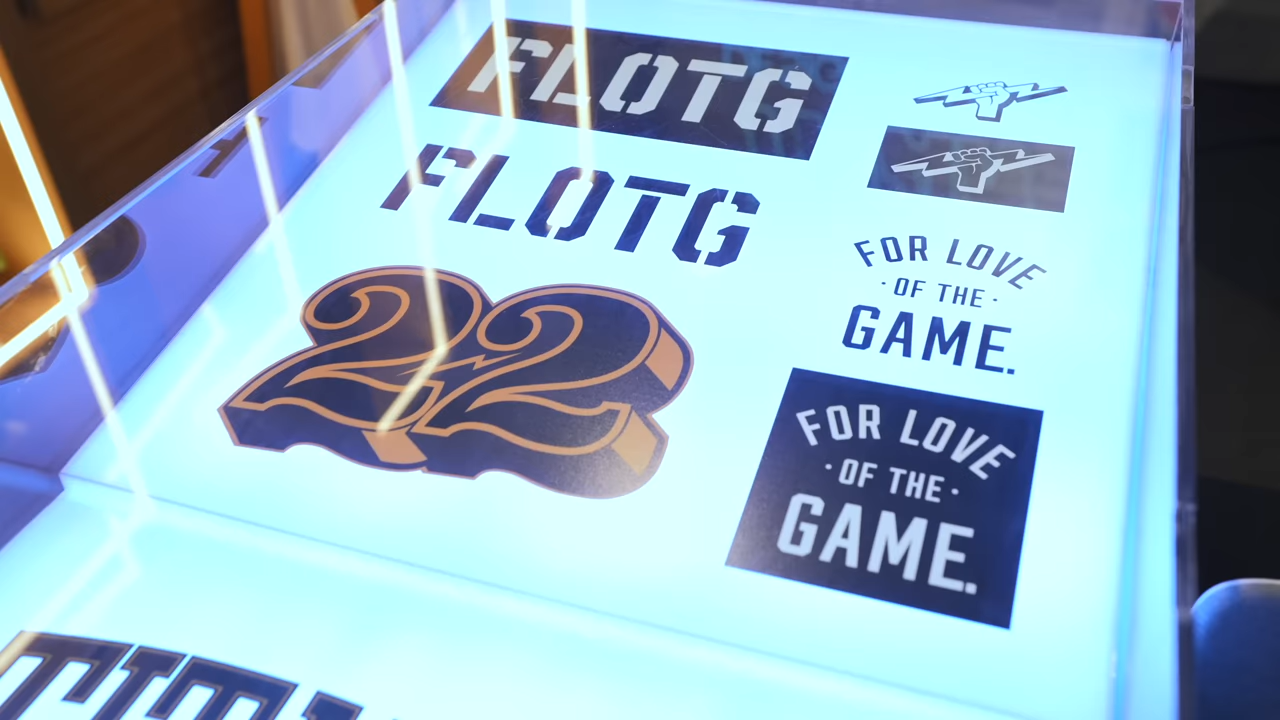 FLOTG
FLOTG
22
FOR LOVE
· OF THE ·
GAME.
FOR LOVE
· OF THE ·
GAME.